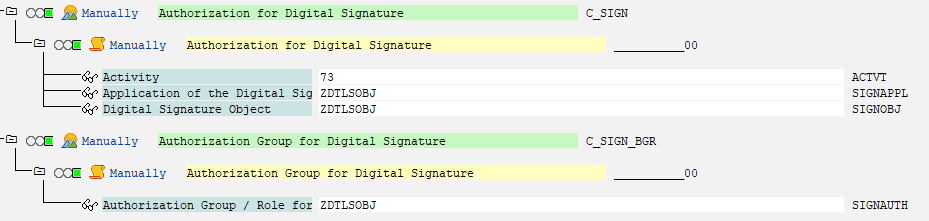 Manually Authorization for Digital Signature C_SIGN
Manually Authorization for Digital Signature __________00
Activity 73 ACTVT
Application of the Digital Sig ZDTLSOBJ SIGNAPPL
Digital Signature Object ZDTLSOBJ SIGNOBJ
Manually Authorization Group for Digital Signature C_SIGN_BGR
Manually Authorization Group for Digital Signature __________00
Authorization Group / Role for ZDTLSOBJ SIGNAUTH